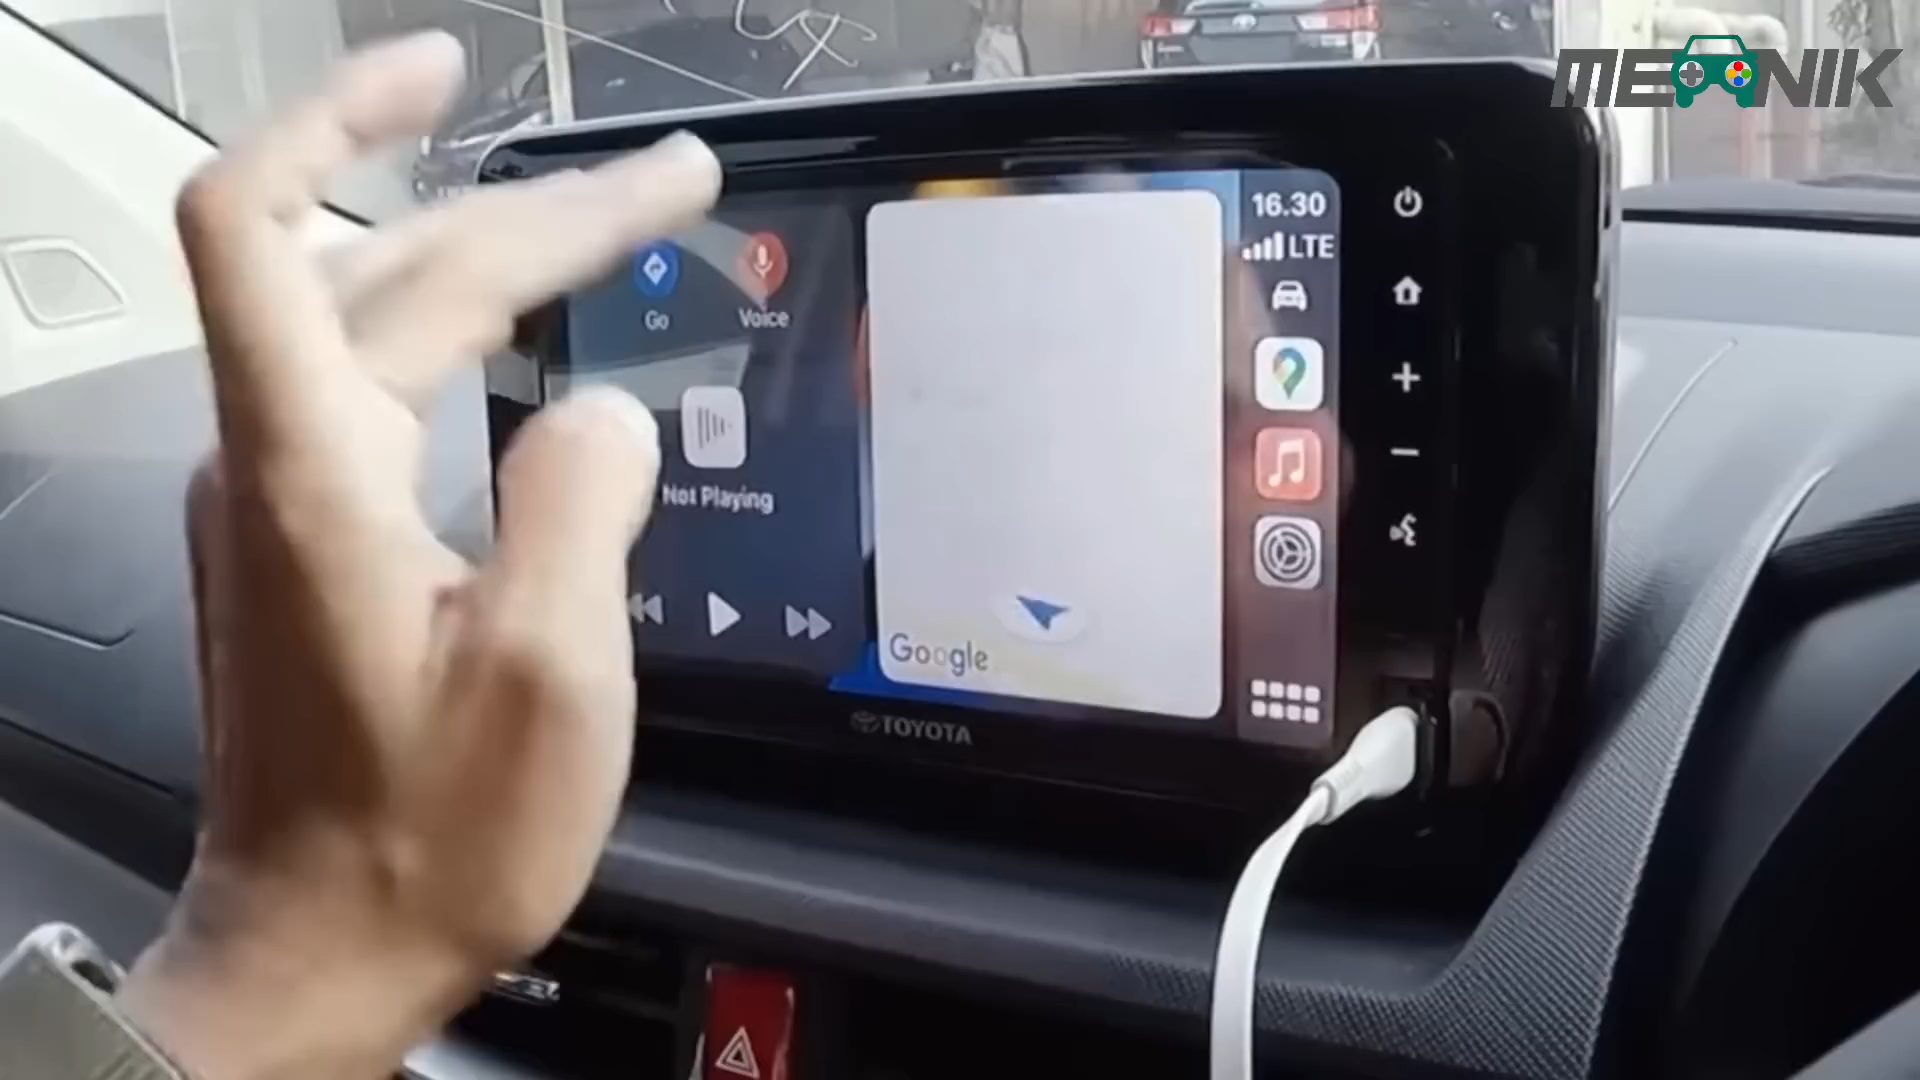 MEKANIK
16.30
LTE
Go
Voice
Not Playing
Google
TOYOTA